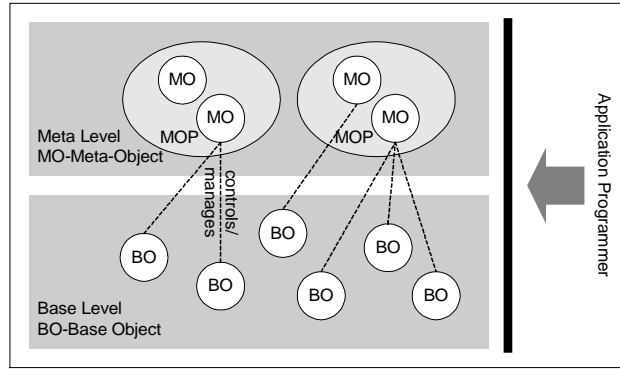 MO
MO
MOP
MO
MO
MOP
Meta Level
MO-Meta-Object
controls/
manages
BO
BO
BO
BO
BO
BO
Base Level
BO-Base Object
Application Programmer